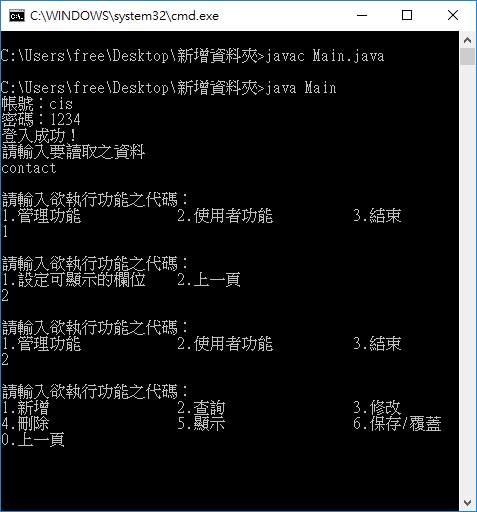 C:\WINDOWS\system32\cmd.exe
C:\Users\free\Desktop\新增資料夾>javac Main.java
C:\Users\free\Desktop\新增資料夾>java Main
帳號：cis
密碼：1234
登入成功！
請輸入要讀取之資料
contact
請輸入欲執行功能之代碼：
1.管理功能 2.使用者功能 3.結束
1
請輸入欲執行功能之代碼：
1.設定可顯示的欄位 2.上一頁
2
請輸入欲執行功能之代碼：
1.管理功能 2.使用者功能 3.結束
2
請輸入欲執行功能之代碼：
1.新增 2.查詢 3.修改
4.刪除 5.顯示 6.保存/覆蓋
0.上一頁